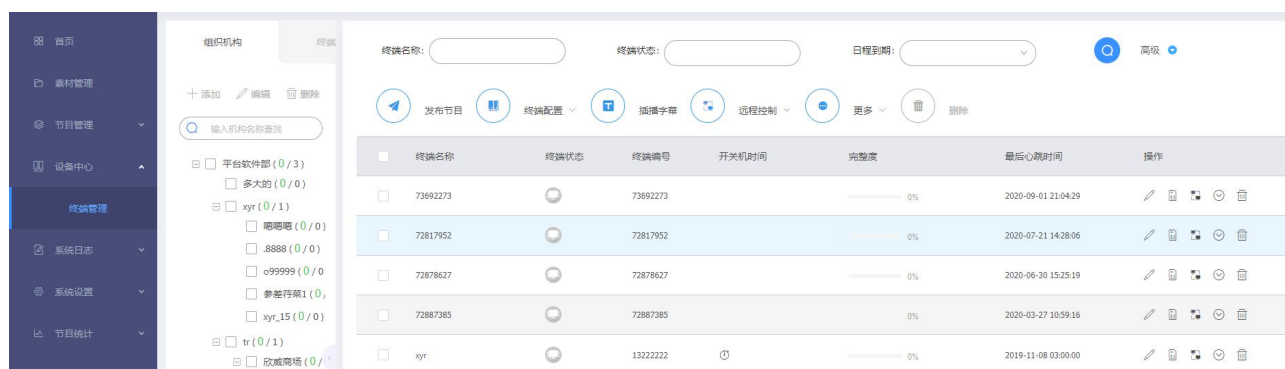 首页
素材管理
节目管理
设备中心
终端管理
系统日志
系统设置
节目统计
组织机构 终端
添加 编辑 删除
输入机构名称查找
平台软件部 ( 0 / 3 )
多大的 ( 0 / 0 )
xyr ( 0 / 1 )
嗯嗯嗯 ( 0 / 0 )
.8888 ( 0 / 0 )
o99999 ( 0 / 0
参差荇菜1 ( 0 /
xyr_15 ( 0 / 0 )
tr ( 0 / 1 )
欣威商场 ( 0 /
终端名称: 终端状态: 日程到期: 高级
发布节目 终端配置 插播字幕 远程控制 更多 删除
终端名称 终端状态 终端编号 开关机时间 完整度 最后心跳时间 操作
73692273 73692273 0% 2020-09-01 21:04:29
72817952 72817952 0% 2020-07-21 14:28:06
72878627 72878627 0% 2020-06-30 15:25:19
72887385 72887385 0% 2020-03-27 10:59:16
xyr 13222222 0% 2019-11-08 03:00:00